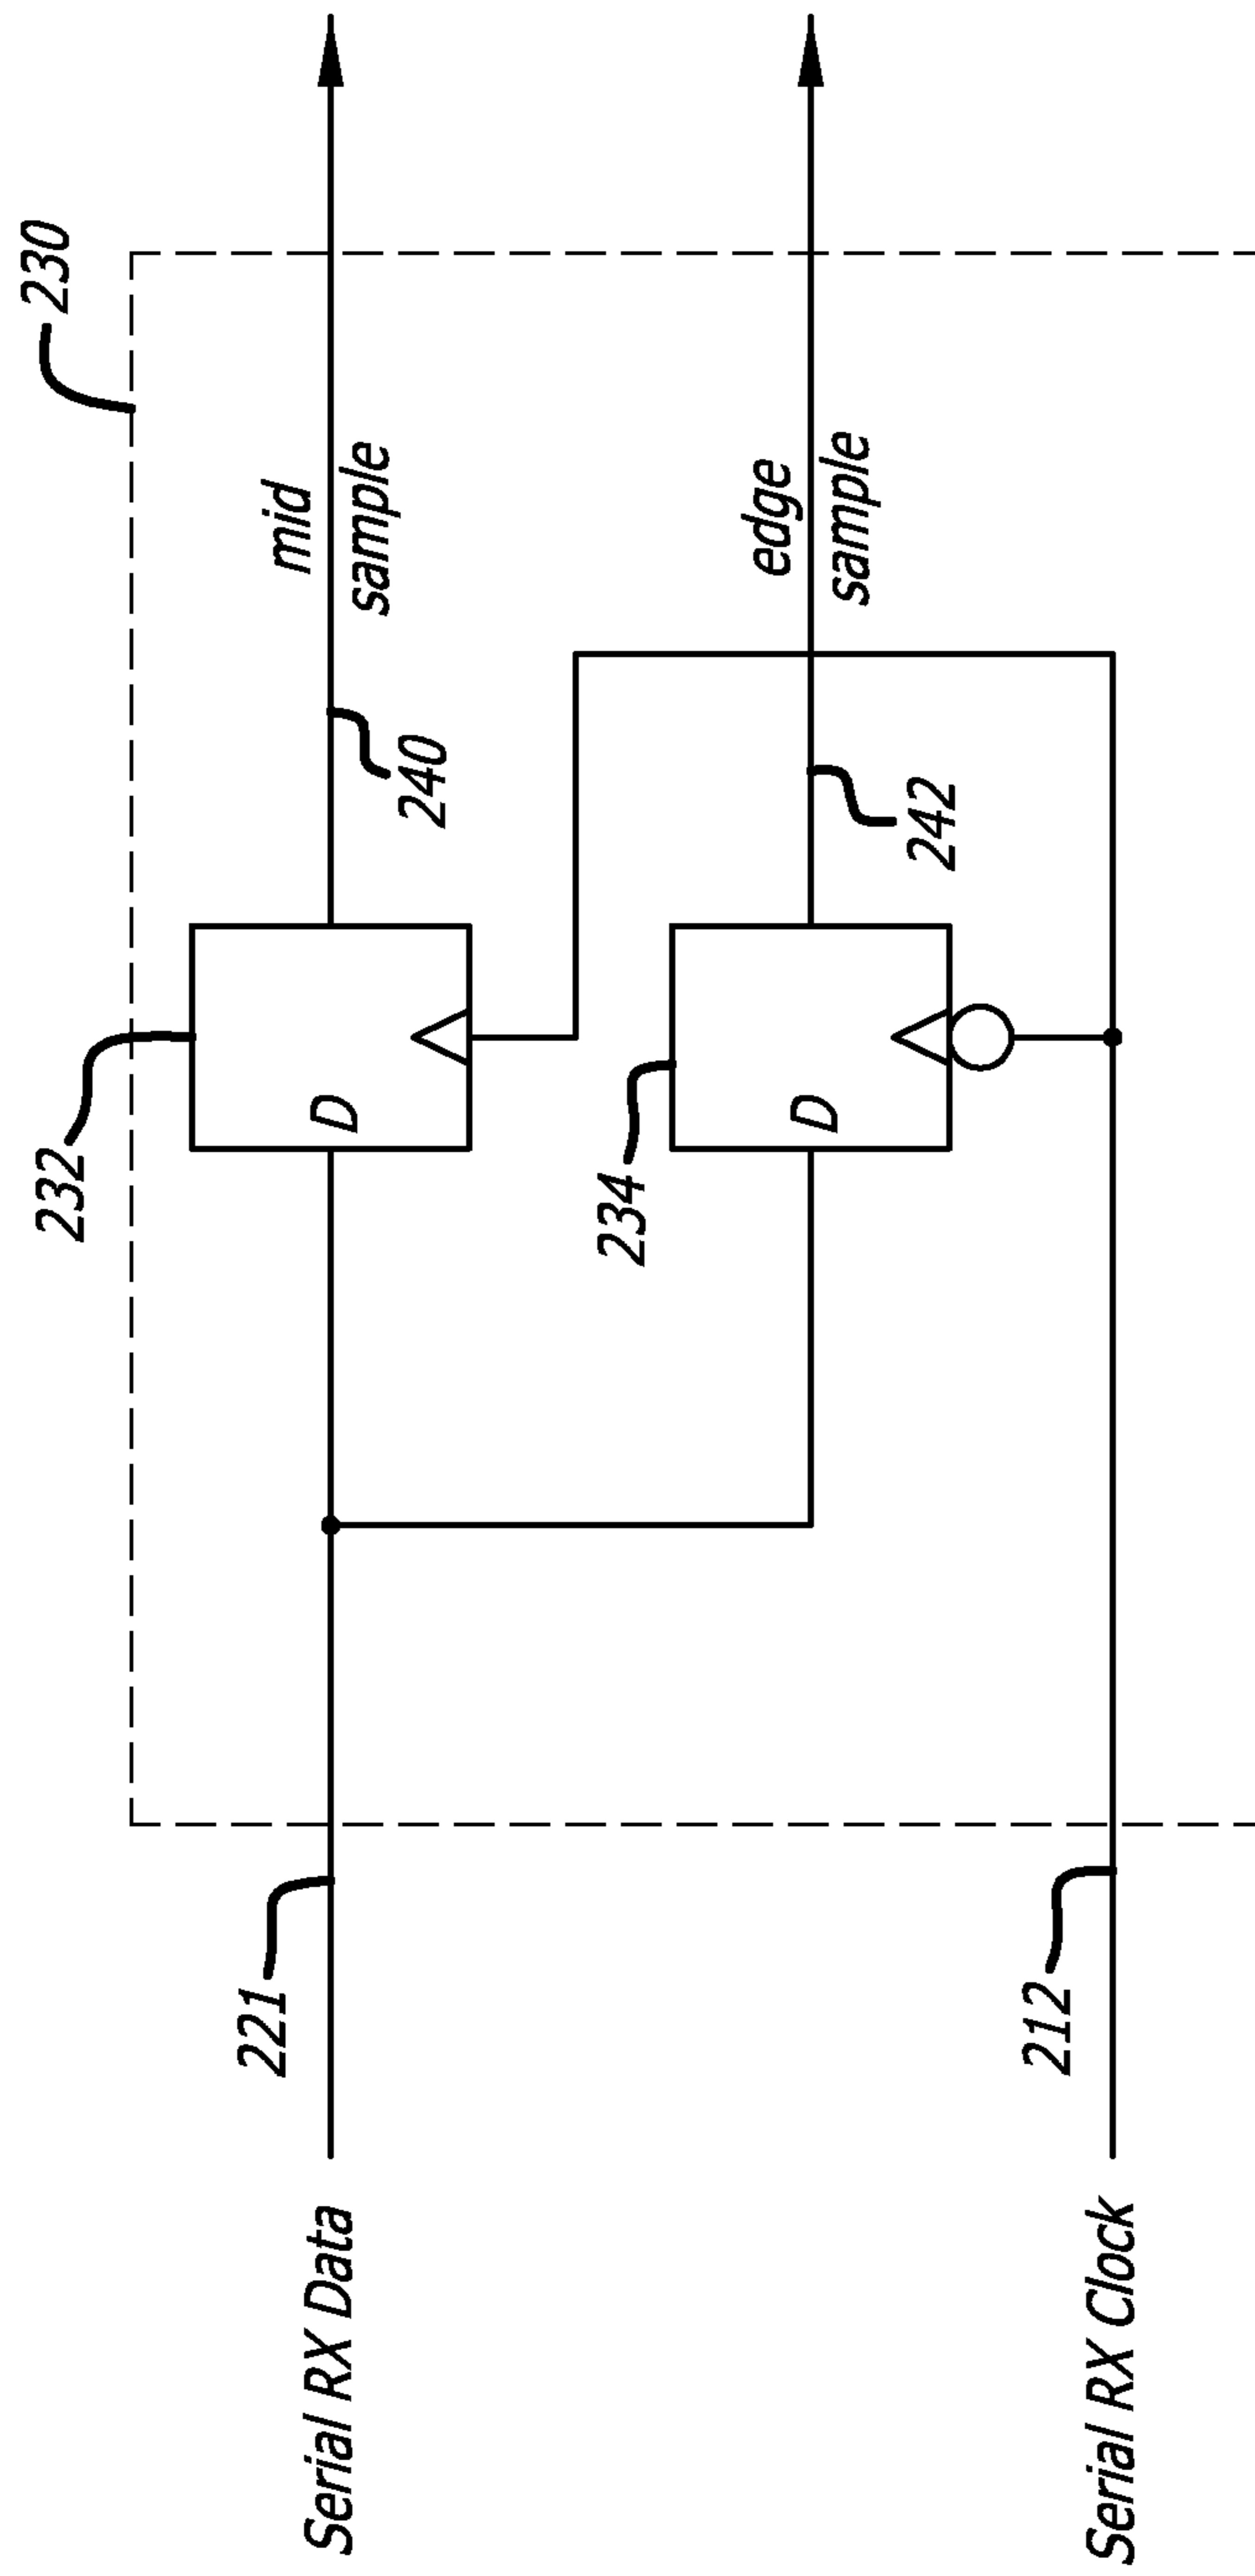 230
232
mid
sample
240
221
Serial RX Data
D
234
edge
sample
242
D
212
Serial RX Clock